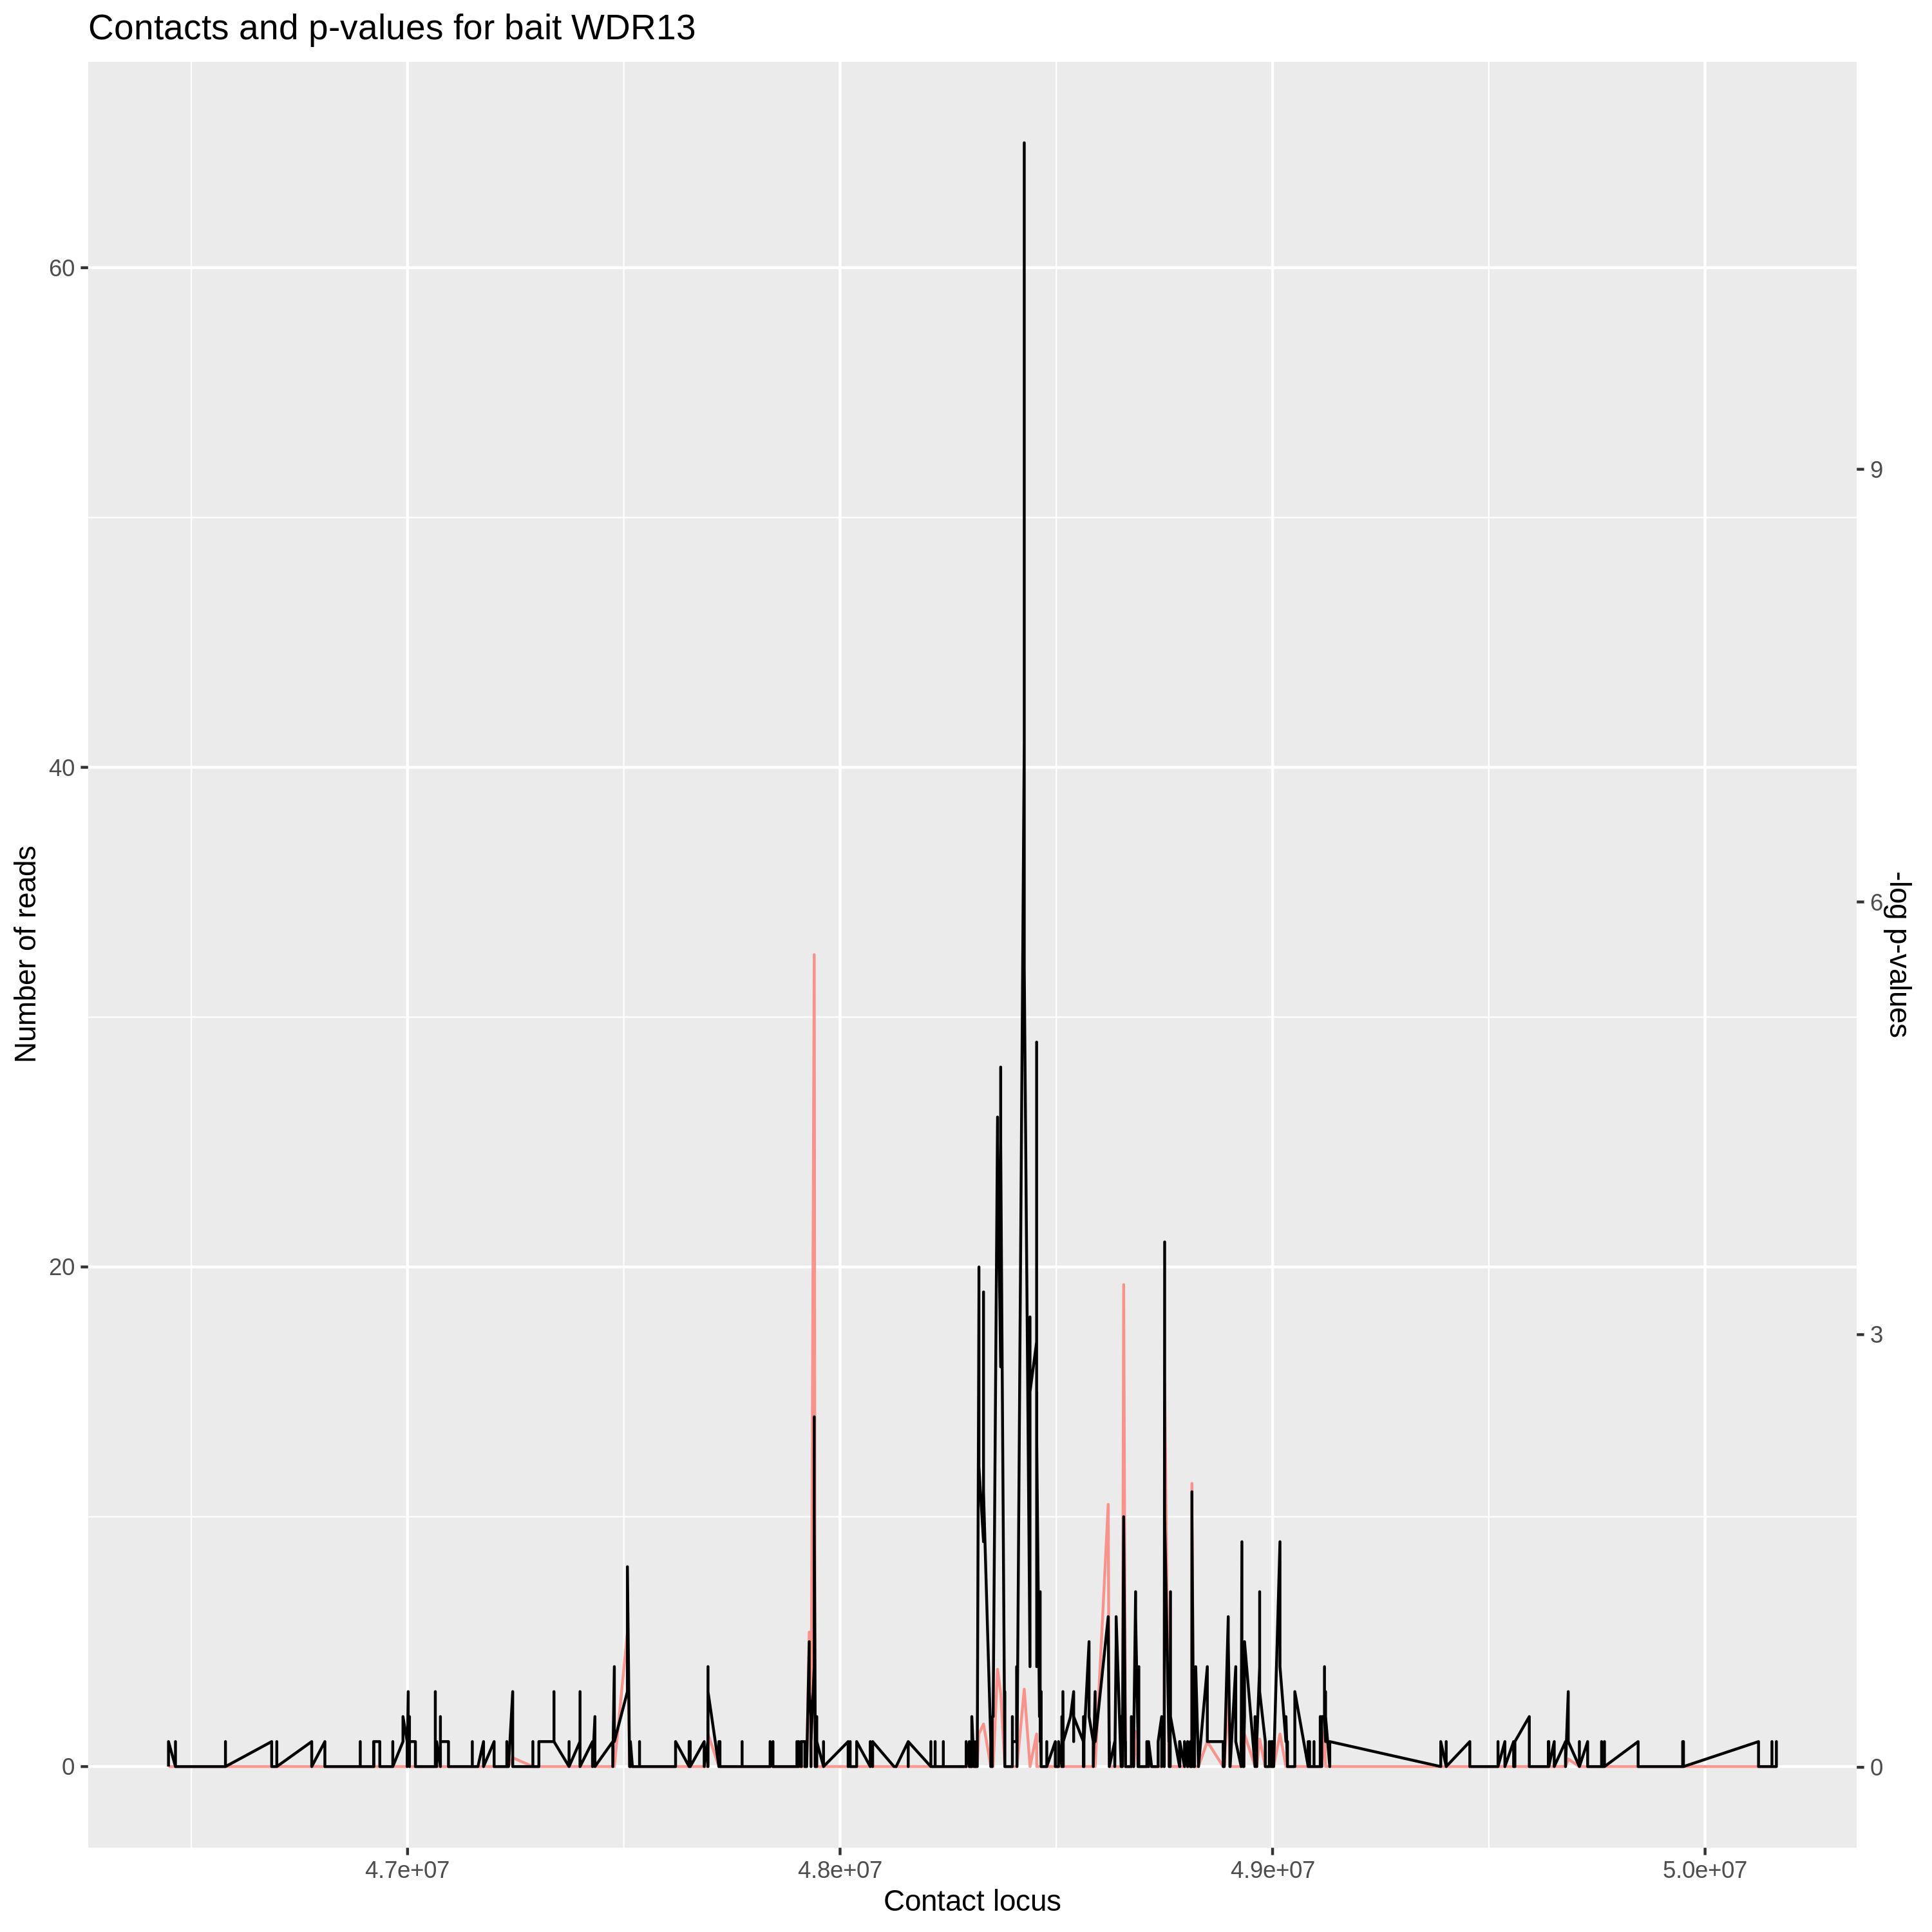 Contacts and p-values for bait WDR13
60
40
20
0
Number of reads
9
6
3
0
-log p-values
4.7e+07
4.8e+07
4.9e+07
5.0e+07
Contact locus